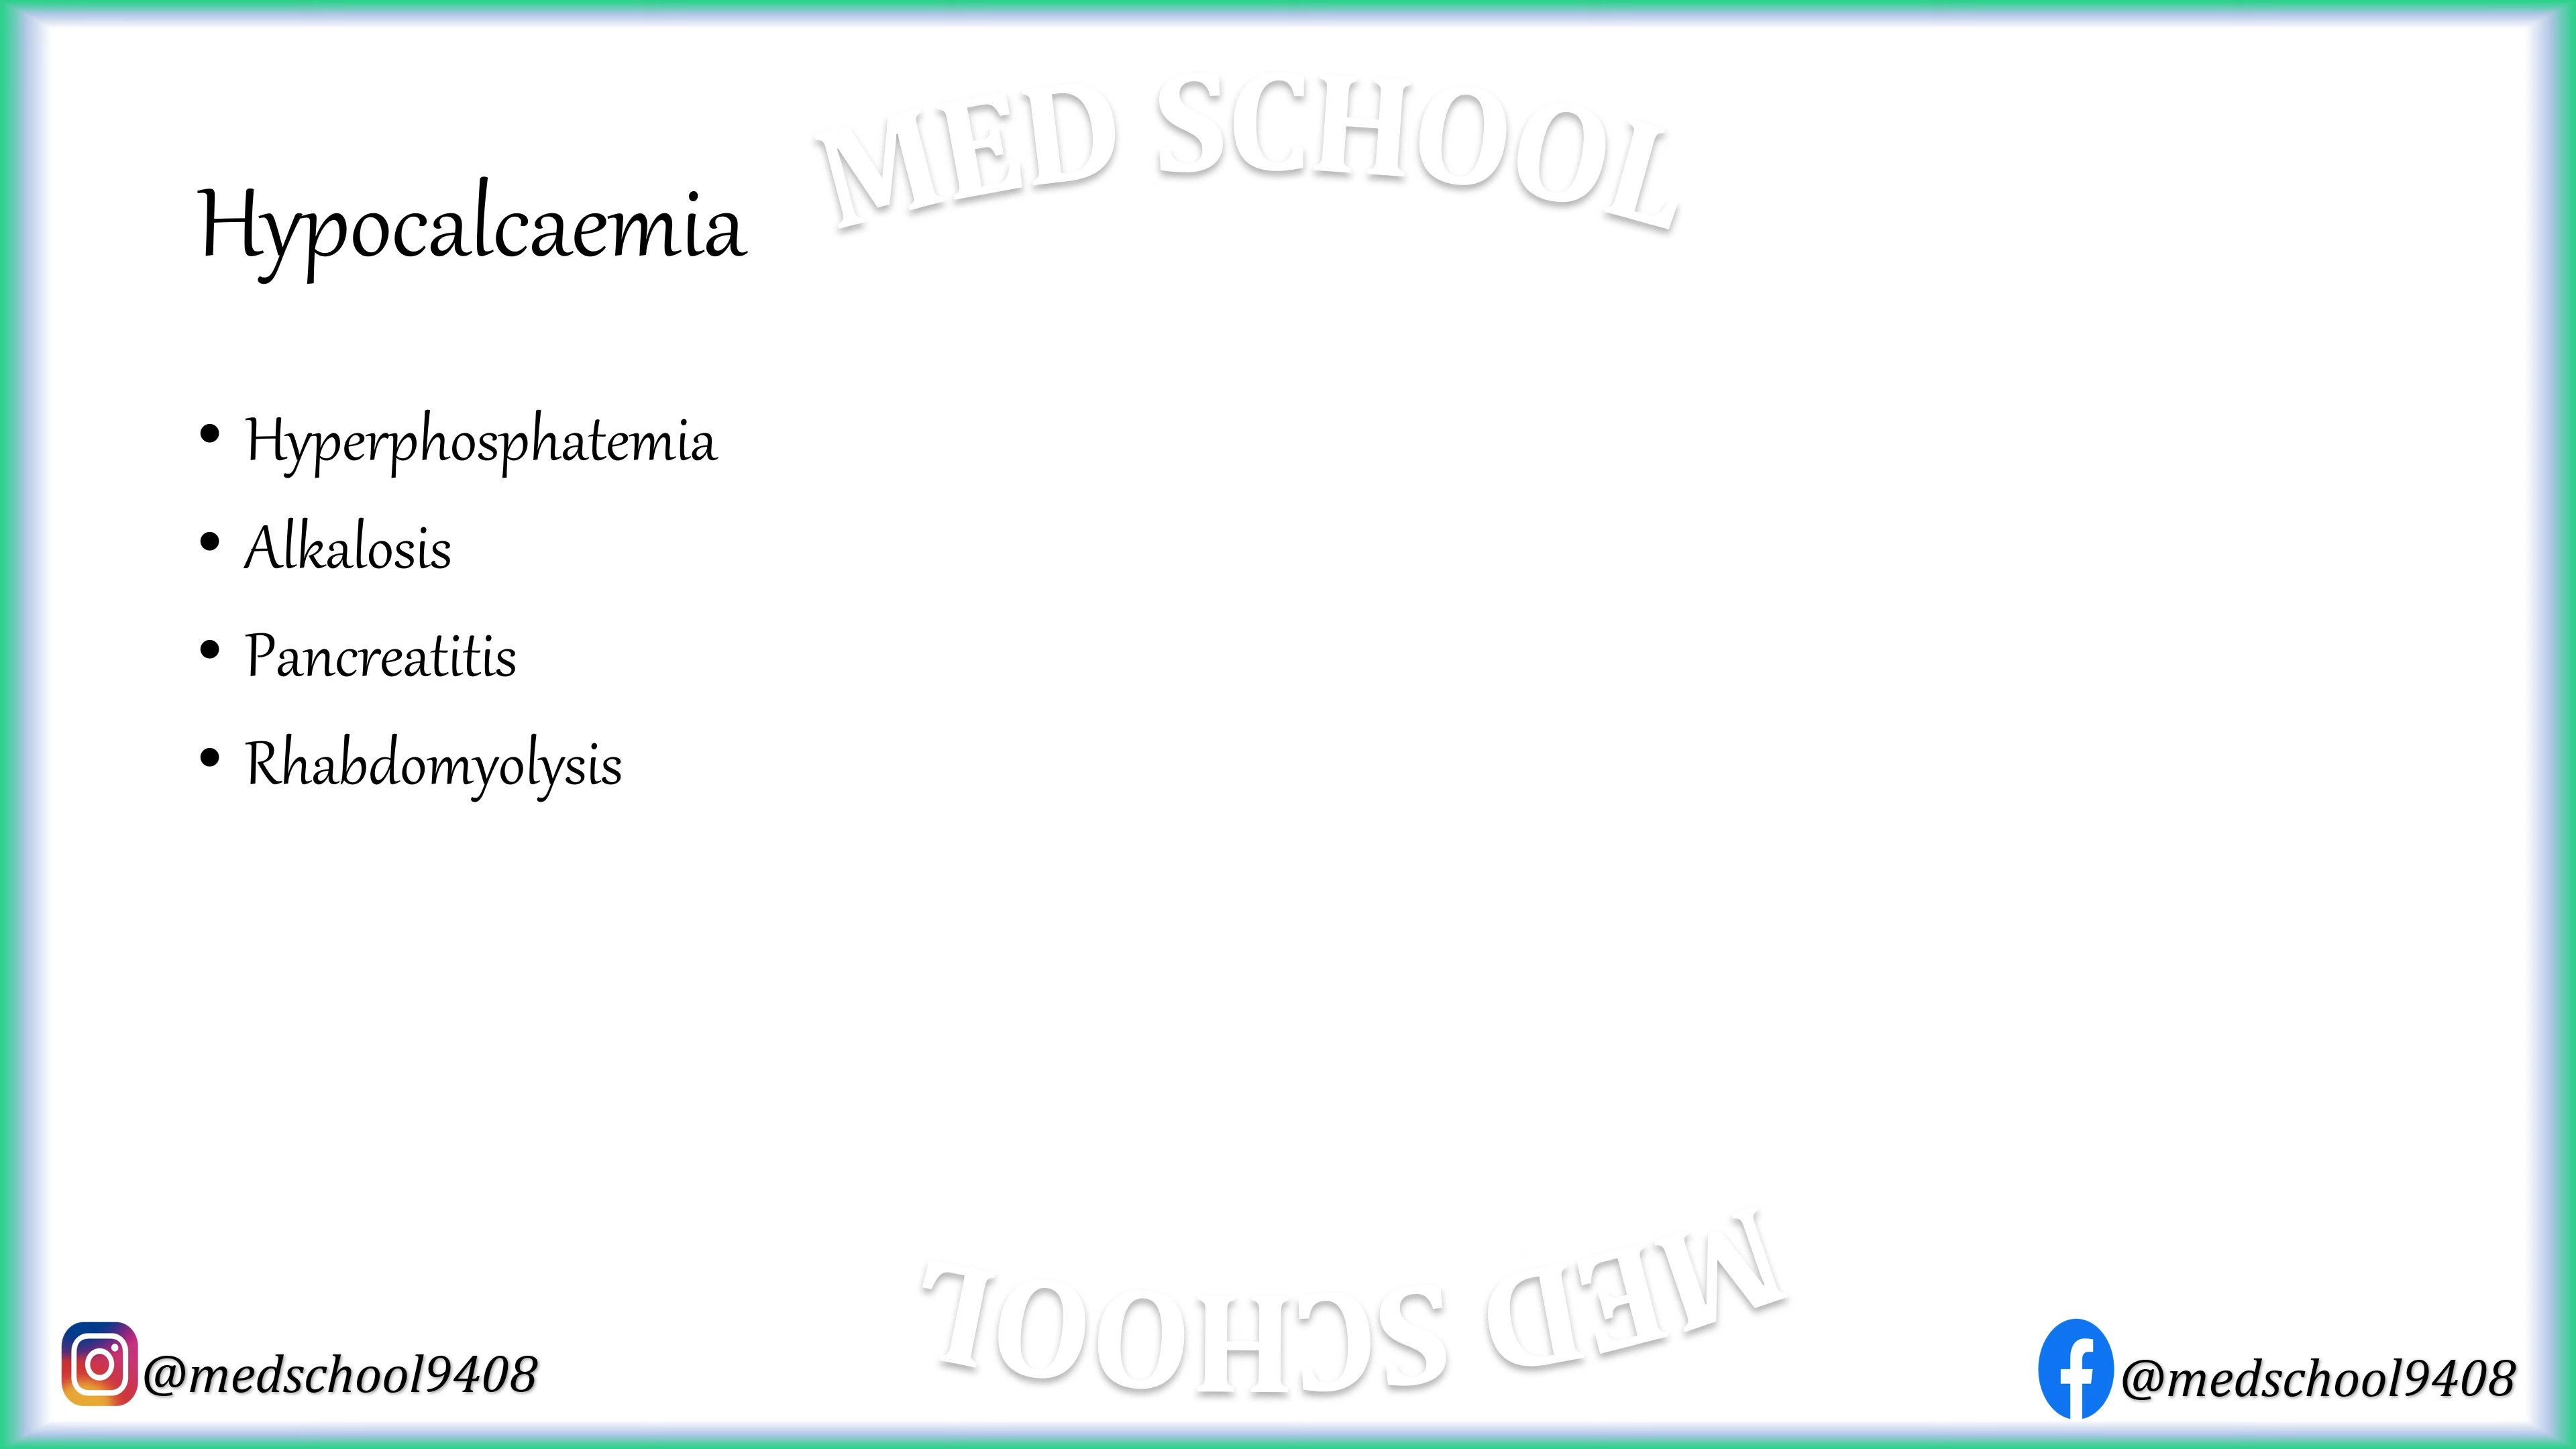 MED SCHOOL
Hypocalcaemia
• Hyperphosphatemia
• Alkalosis
• Pancreatitis
• Rhabdomyolysis
MED SCHOOL
@medschool9408
@medschool9408